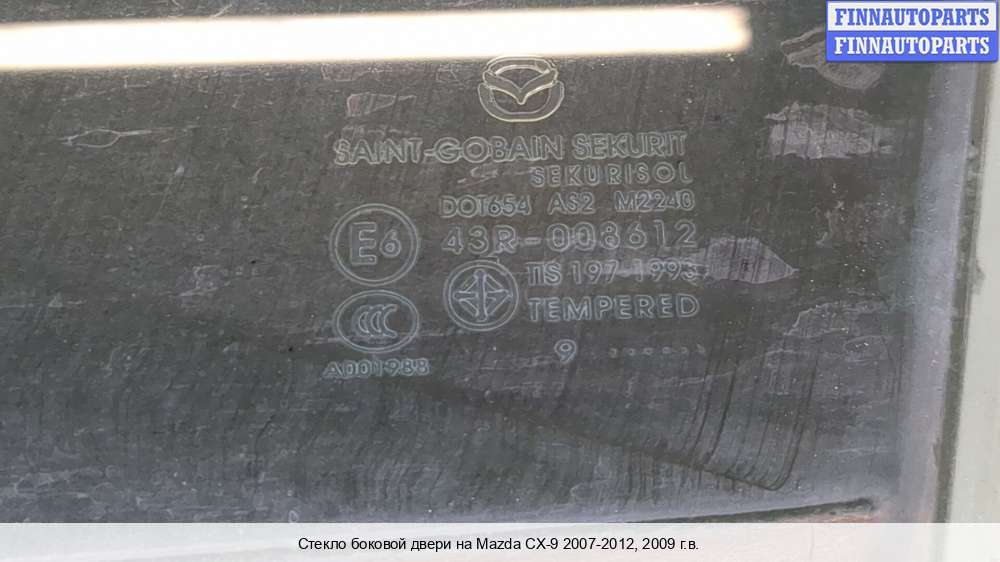 FINNAUTOPARTS
FINNAUTOPARTS
SAINT-GOBAIN SEKURIT
SEKURISOL
DOT654 AS2 M2240
E6
43R-008612
TIS 197-1993
CCC
TEMPERED
9 ......
A001988
Стекло боковой двери на Mazda CX-9 2007-2012, 2009 г.в.